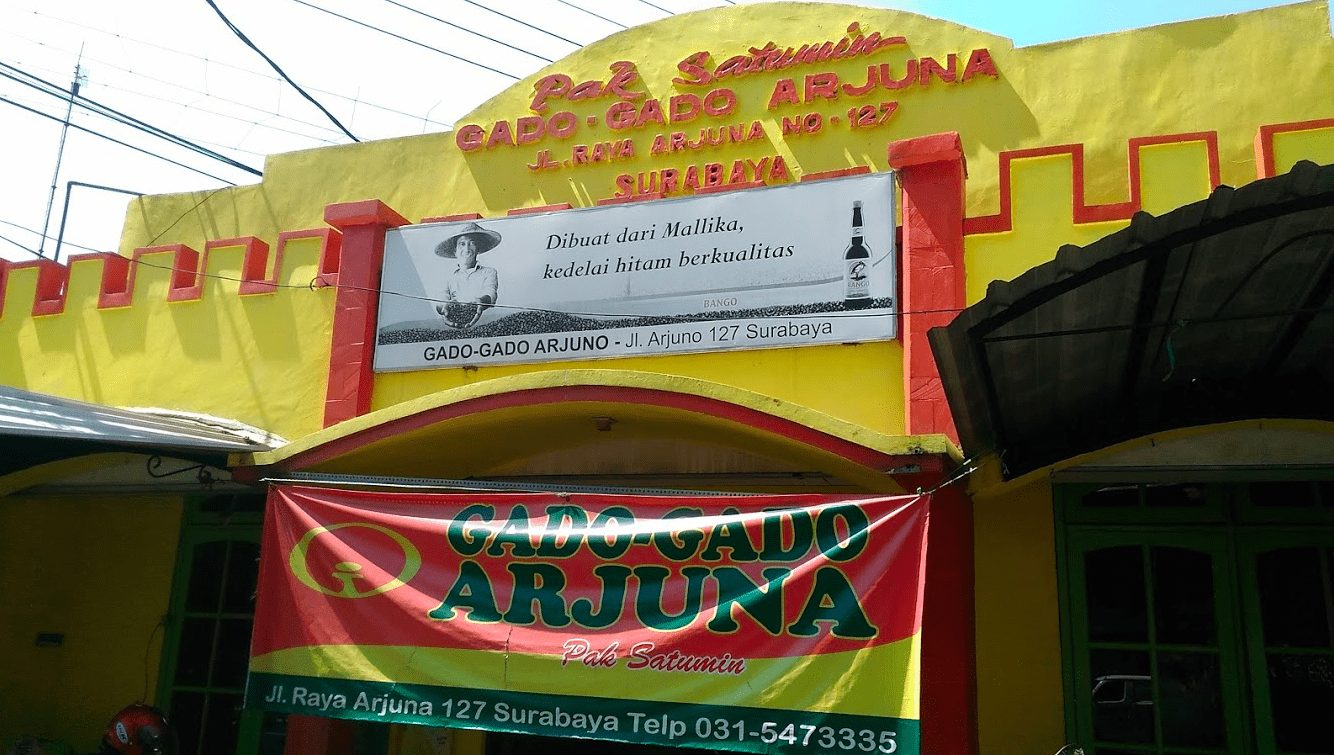 Pak Satumin
GADO-GADO ARJUNA
JL. RAYA ARJUNA NO-127
SURABAYA
Dibuat dari Mallika,
kedelai hitam berkualitas
BANGO
BANGO
GADO-GADO ARJUNO - Jl. Arjuno 127 Surabaya
GADO-GADO
ARJUNA
Pak Satumin
Jl. Raya Arjuna 127 Surabaya Telp 031-5473335